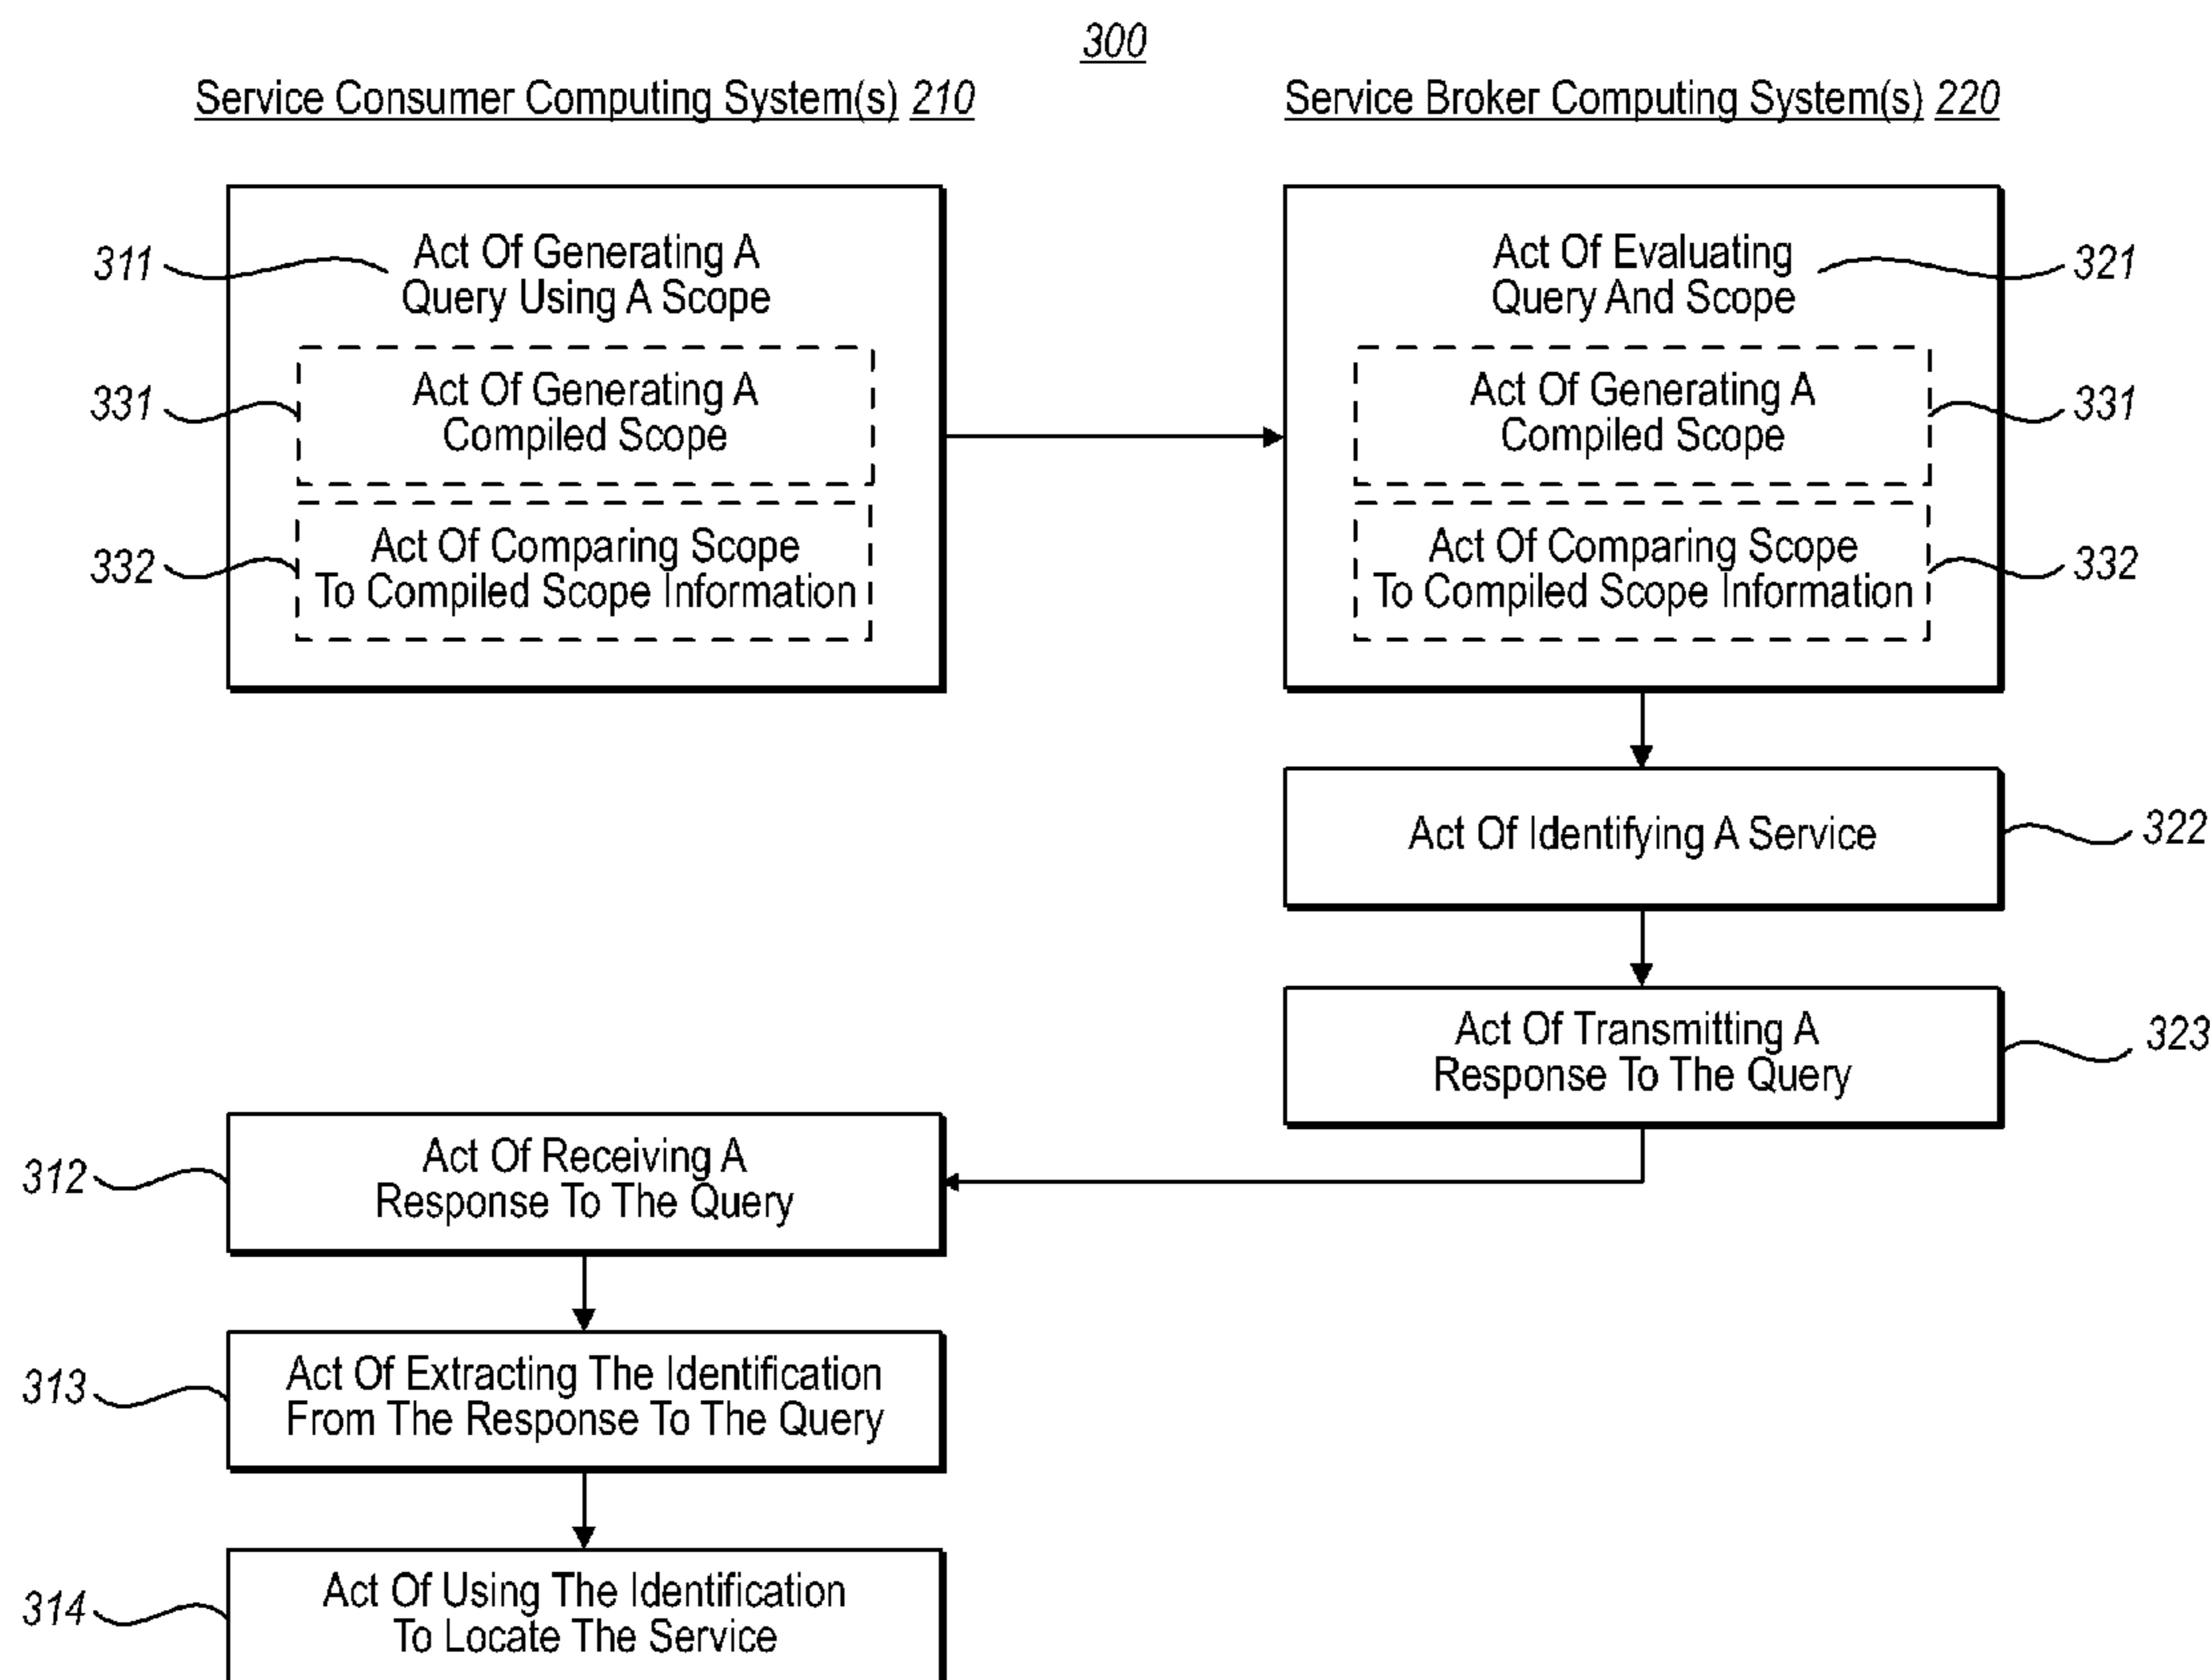 300
Service Consumer Computing System(s) 210
Service Broker Computing System(s) 220
311
Act Of Generating A
Query Using A Scope
331
Act Of Generating A
Compiled Scope
332
Act Of Comparing Scope
To Compiled Scope Information
Act Of Evaluating
Query And Scope
321
Act Of Generating A
Compiled Scope
331
Act Of Comparing Scope
To Compiled Scope Information
332
Act Of Identifying A Service
322
Act Of Transmitting A
Response To The Query
323
312
Act Of Receiving A
Response To The Query
313
Act Of Extracting The Identification
From The Response To The Query
314
Act Of Using The Identification
To Locate The Service